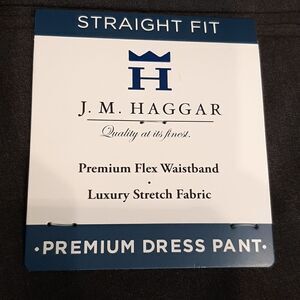 STRAIGHT FIT
H
J. M. HAGGAR
Quality at its finest.
Premium Flex Waistband
·
Luxury Stretch Fabric
·PREMIUM DRESS PANT·